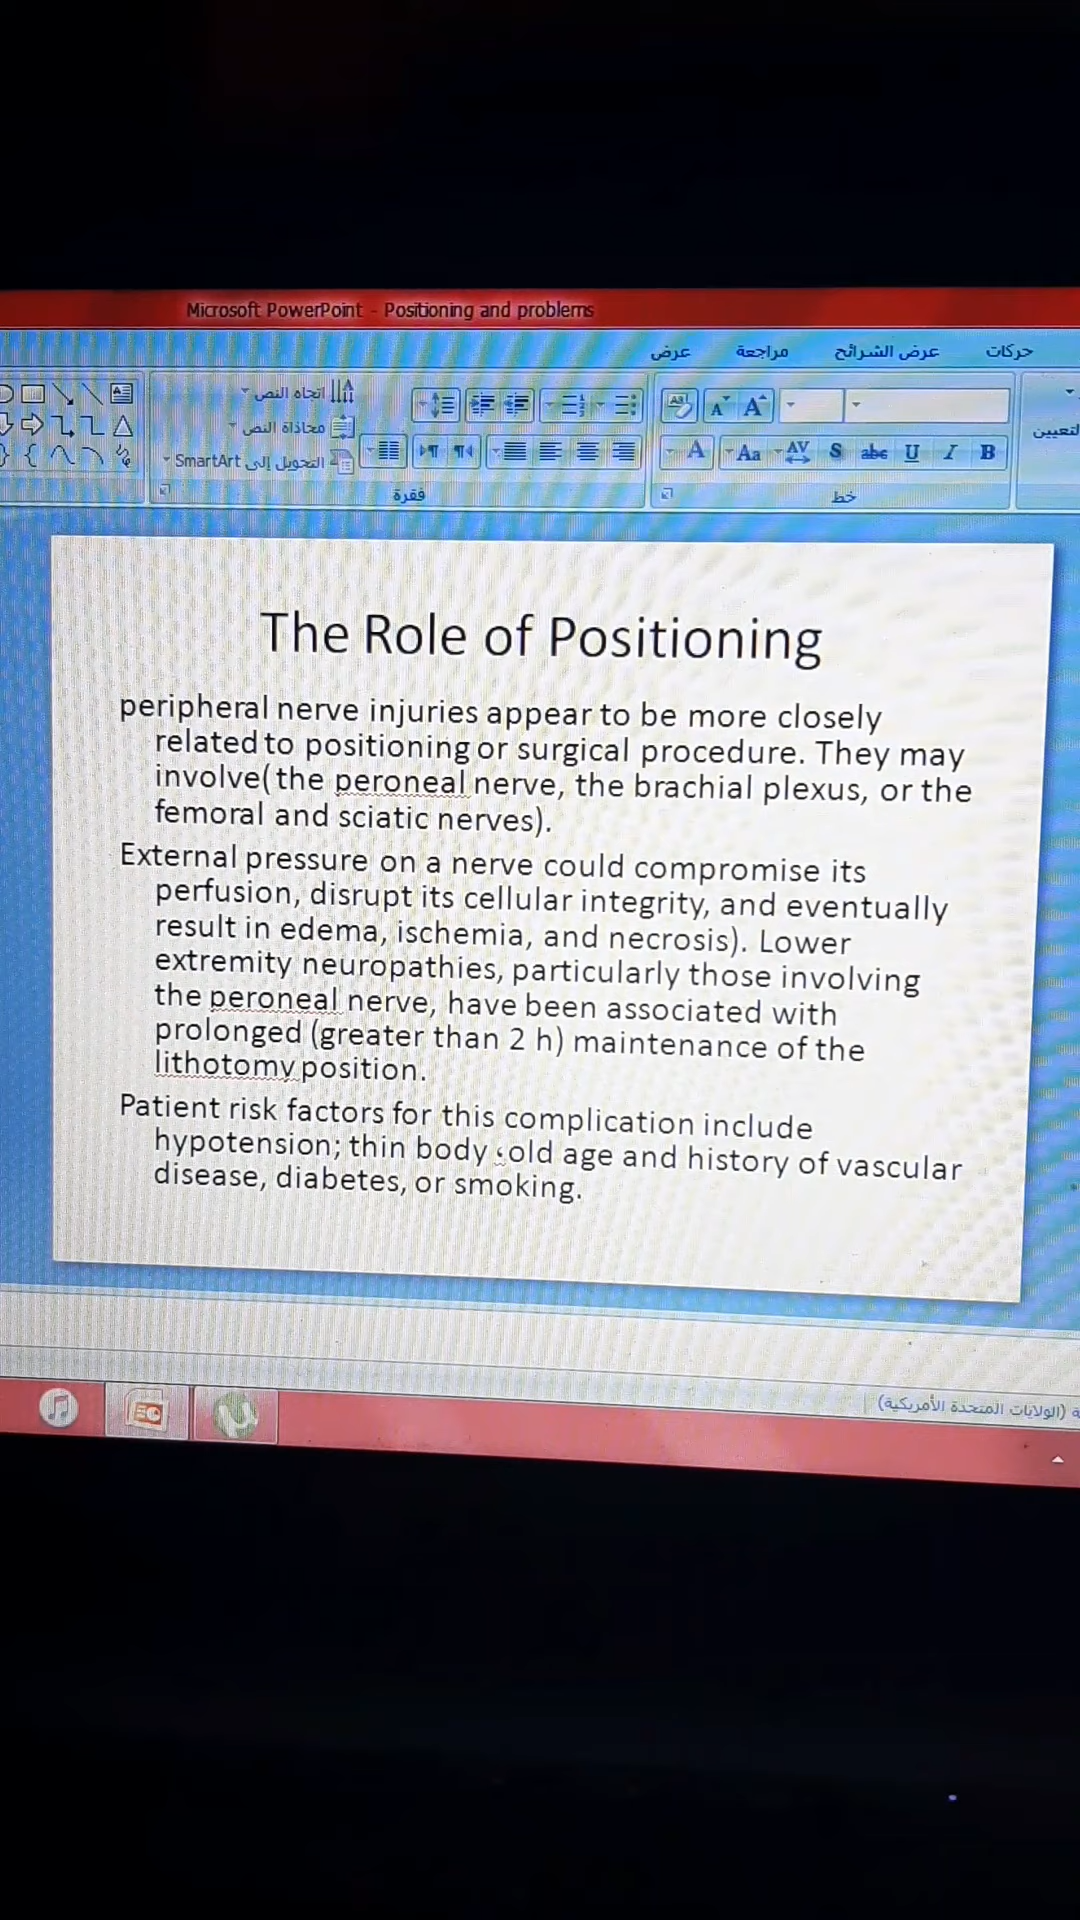 Microsoft PowerPoint - Positioning and problems
حركات
عرض الشرائح
مراجعة
عرض
اتجاه النص
محاذاة النص
التحويل إلى SmartArt
فقرة
خط
The Role of Positioning
peripheral nerve injuries appear to be more closely
related to positioning or surgical procedure. They may
involve(the peroneal nerve, the brachial plexus, or the
femoral and sciatic nerves).
External pressure on a nerve could compromise its
perfusion, disrupt its cellular integrity, and eventually
result in edema, ischemia, and necrosis). Lower
extremity neuropathies, particularly those involving
the peroneal nerve, have been associated with
prolonged (greater than 2 h) maintenance of the
lithotomy position.
Patient risk factors for this complication include
hypotension; thin body ،old age and history of vascular
disease, diabetes, or smoking.
(الولايات المتحدة الأمريكية)